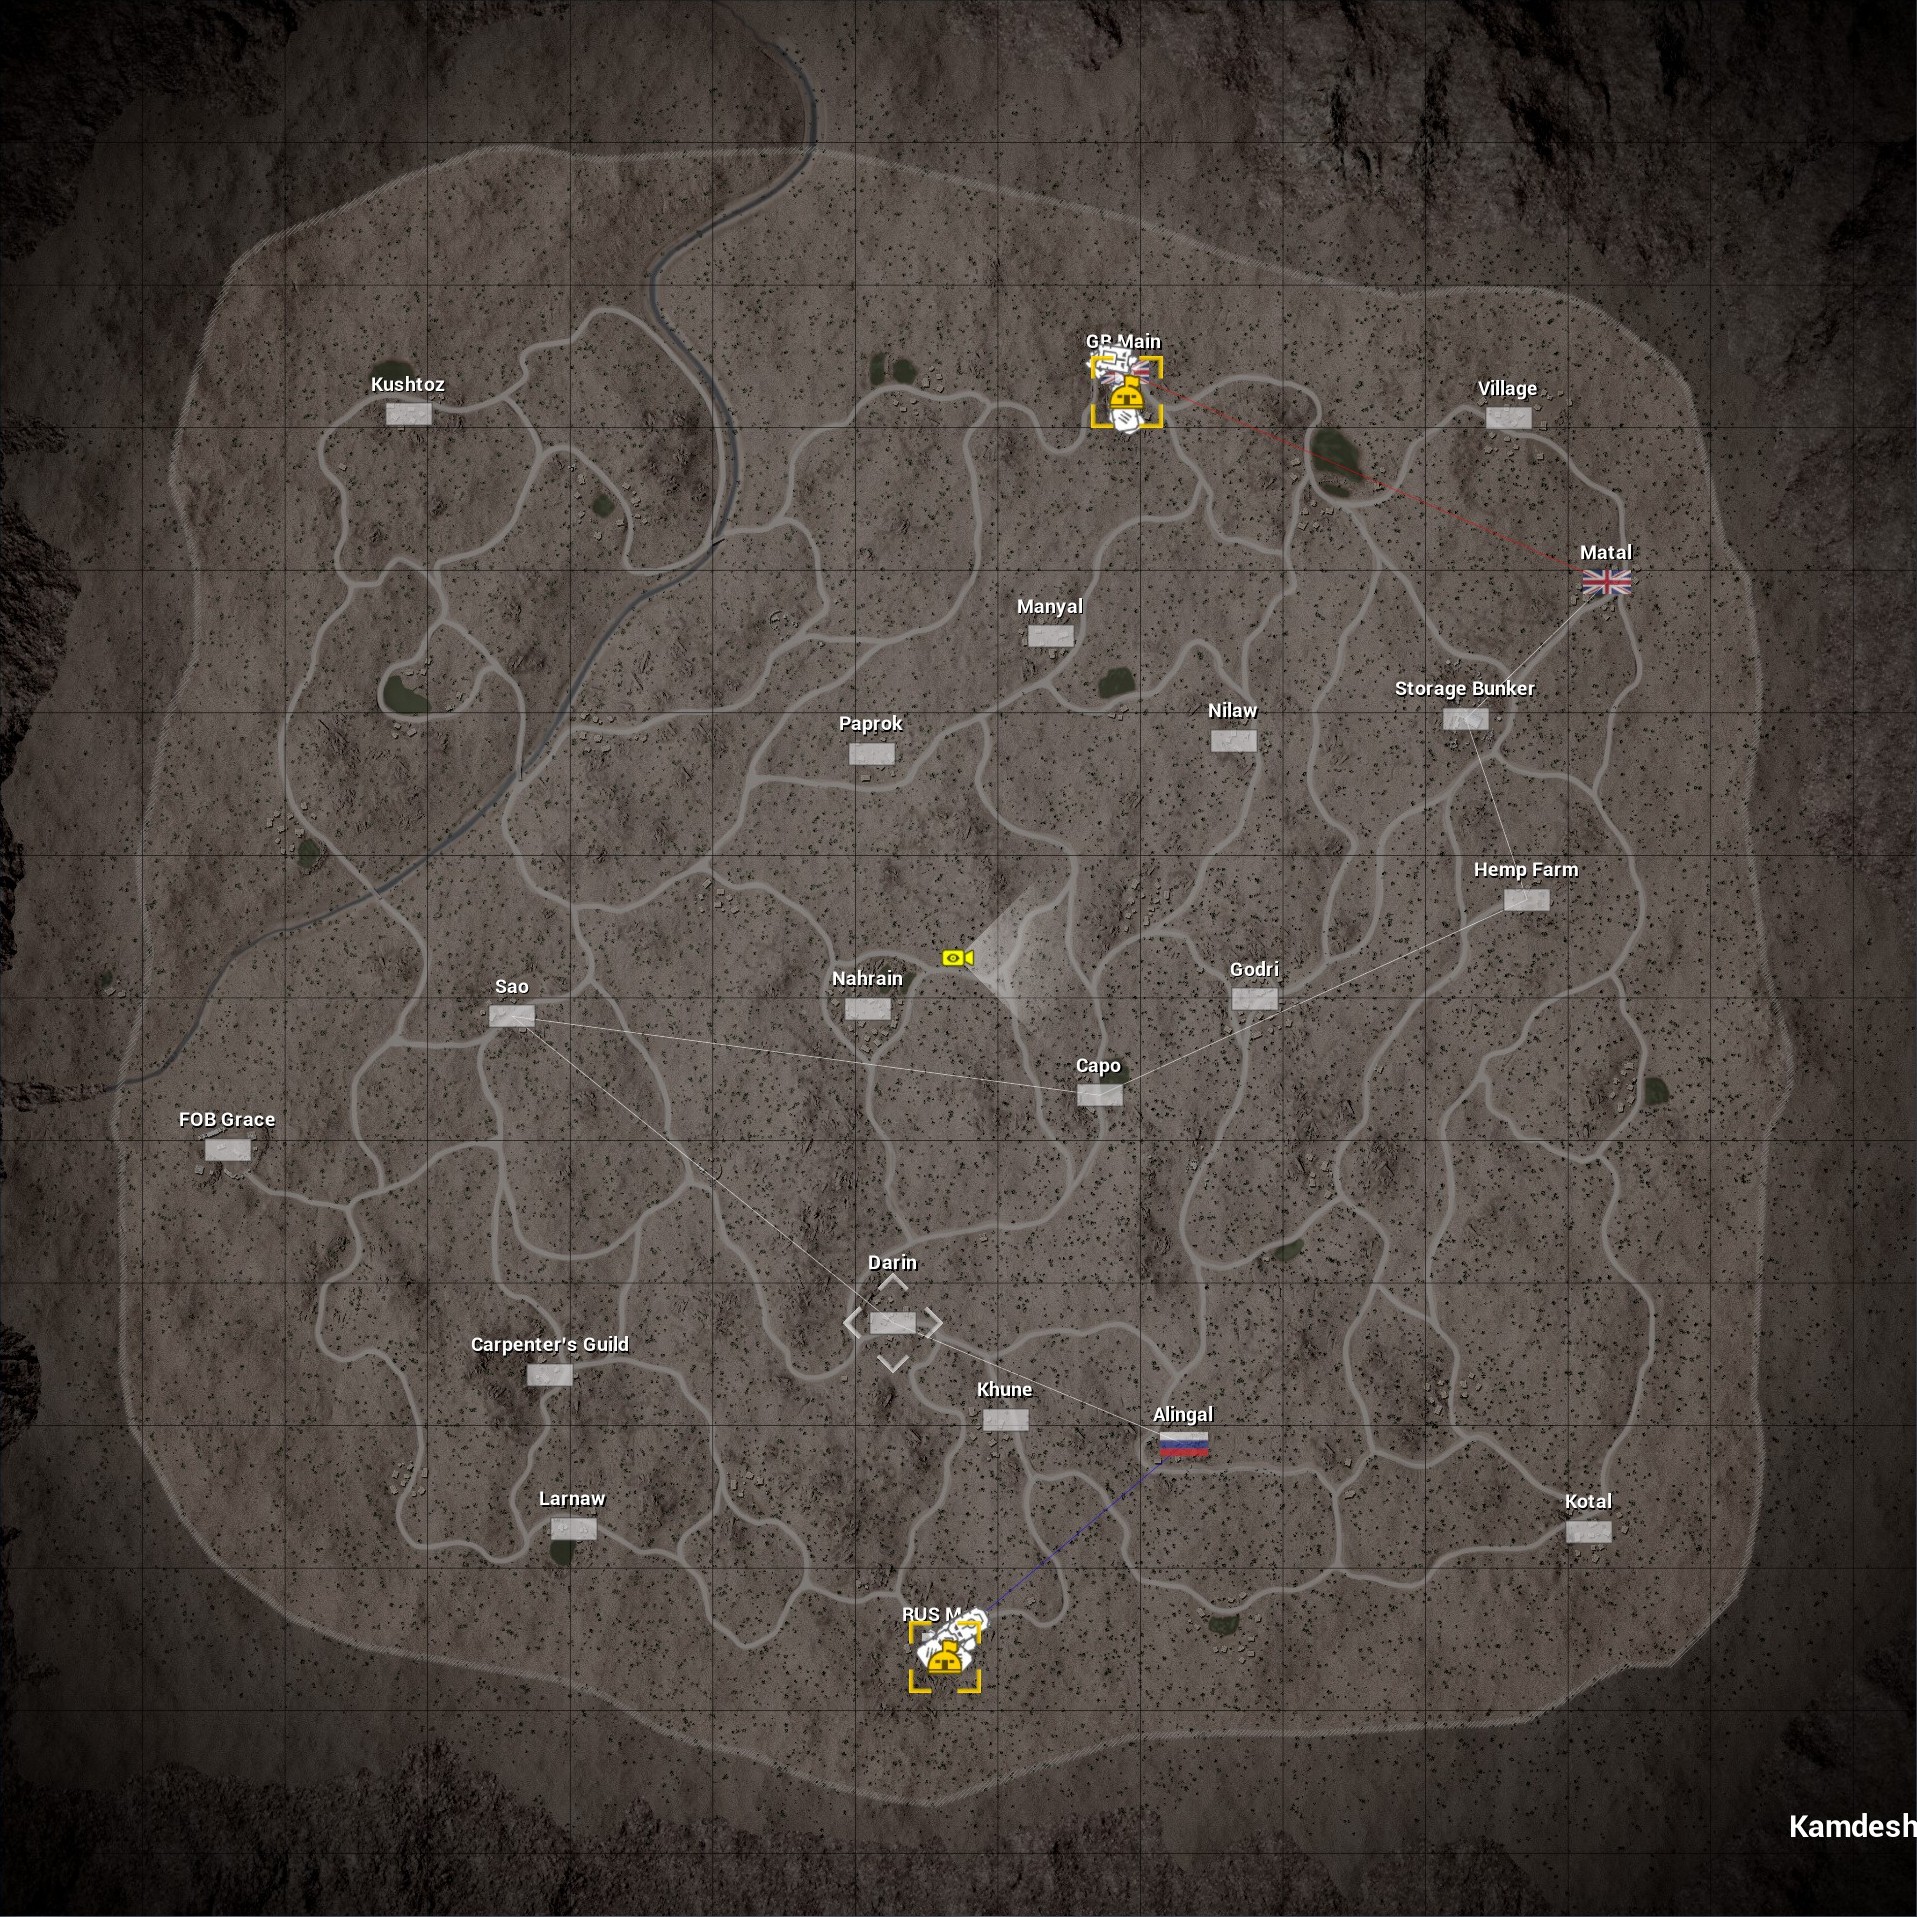 GB Main
Kushtoz
Village
Matal
Manyal
Storage Bunker
Nilaw
Paprok
Hemp Farm
Godri
Nahrain
Sao
Capo
FOB Grace
Darin
Carpenter's Guild
Khune
Alingal
Larnaw
Kotal
RUS M
Kamdesh